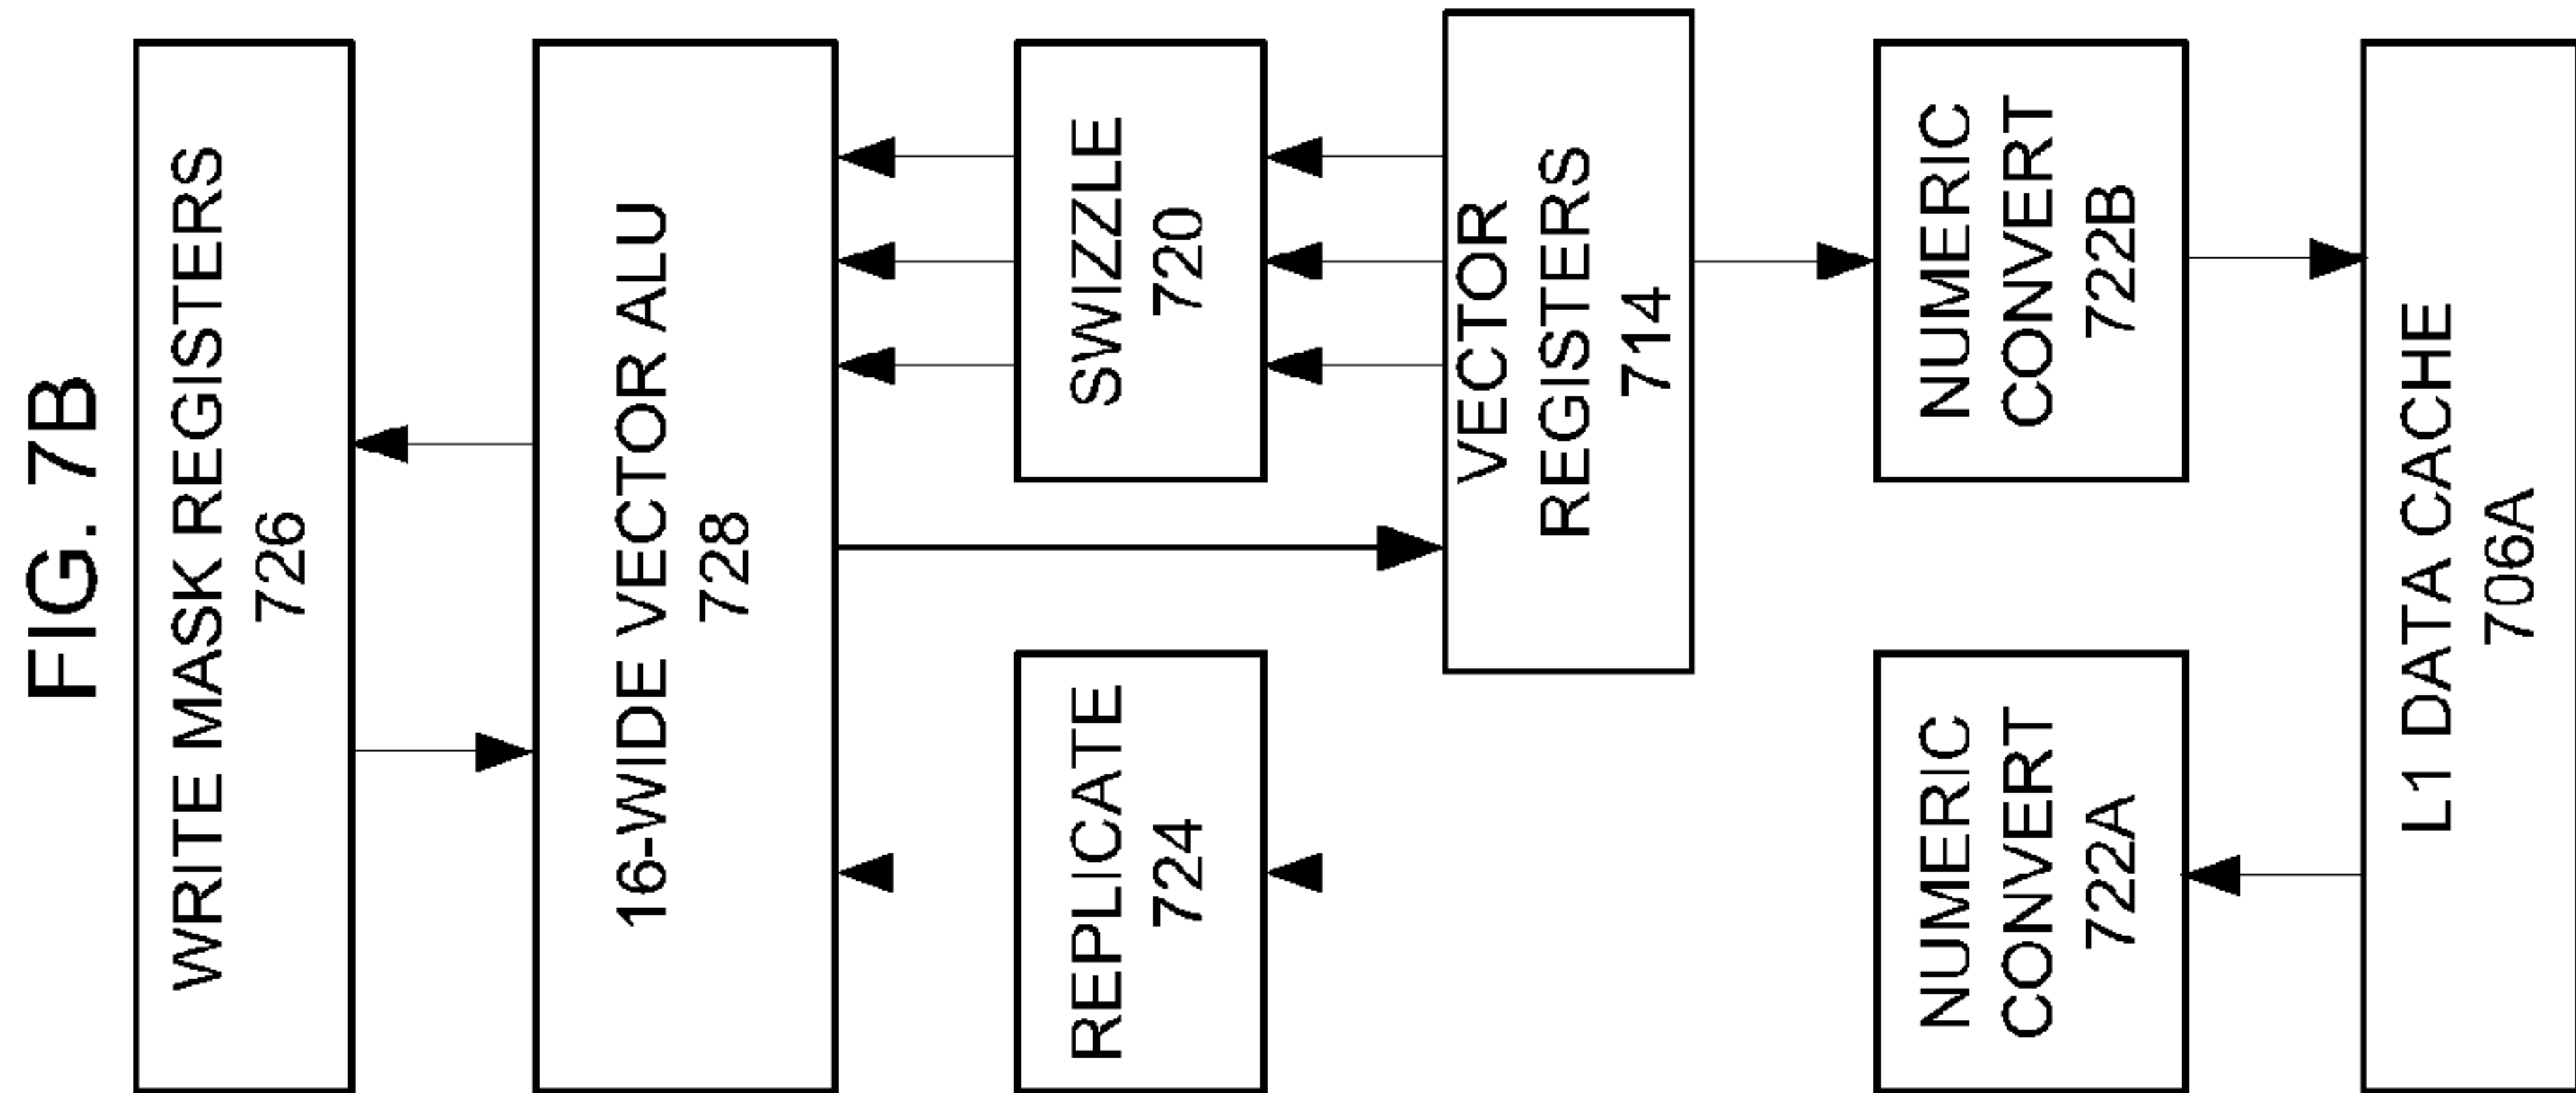 FIG. 7B
WRITE MASK REGISTERS
726
16-WIDE VECTOR ALU
728
REPLICATE
724
SWIZZLE
720
VECTOR
REGISTERS
714
NUMERIC
CONVERT
722A
NUMERIC
CONVERT
722B
L1 DATA CACHE
706A